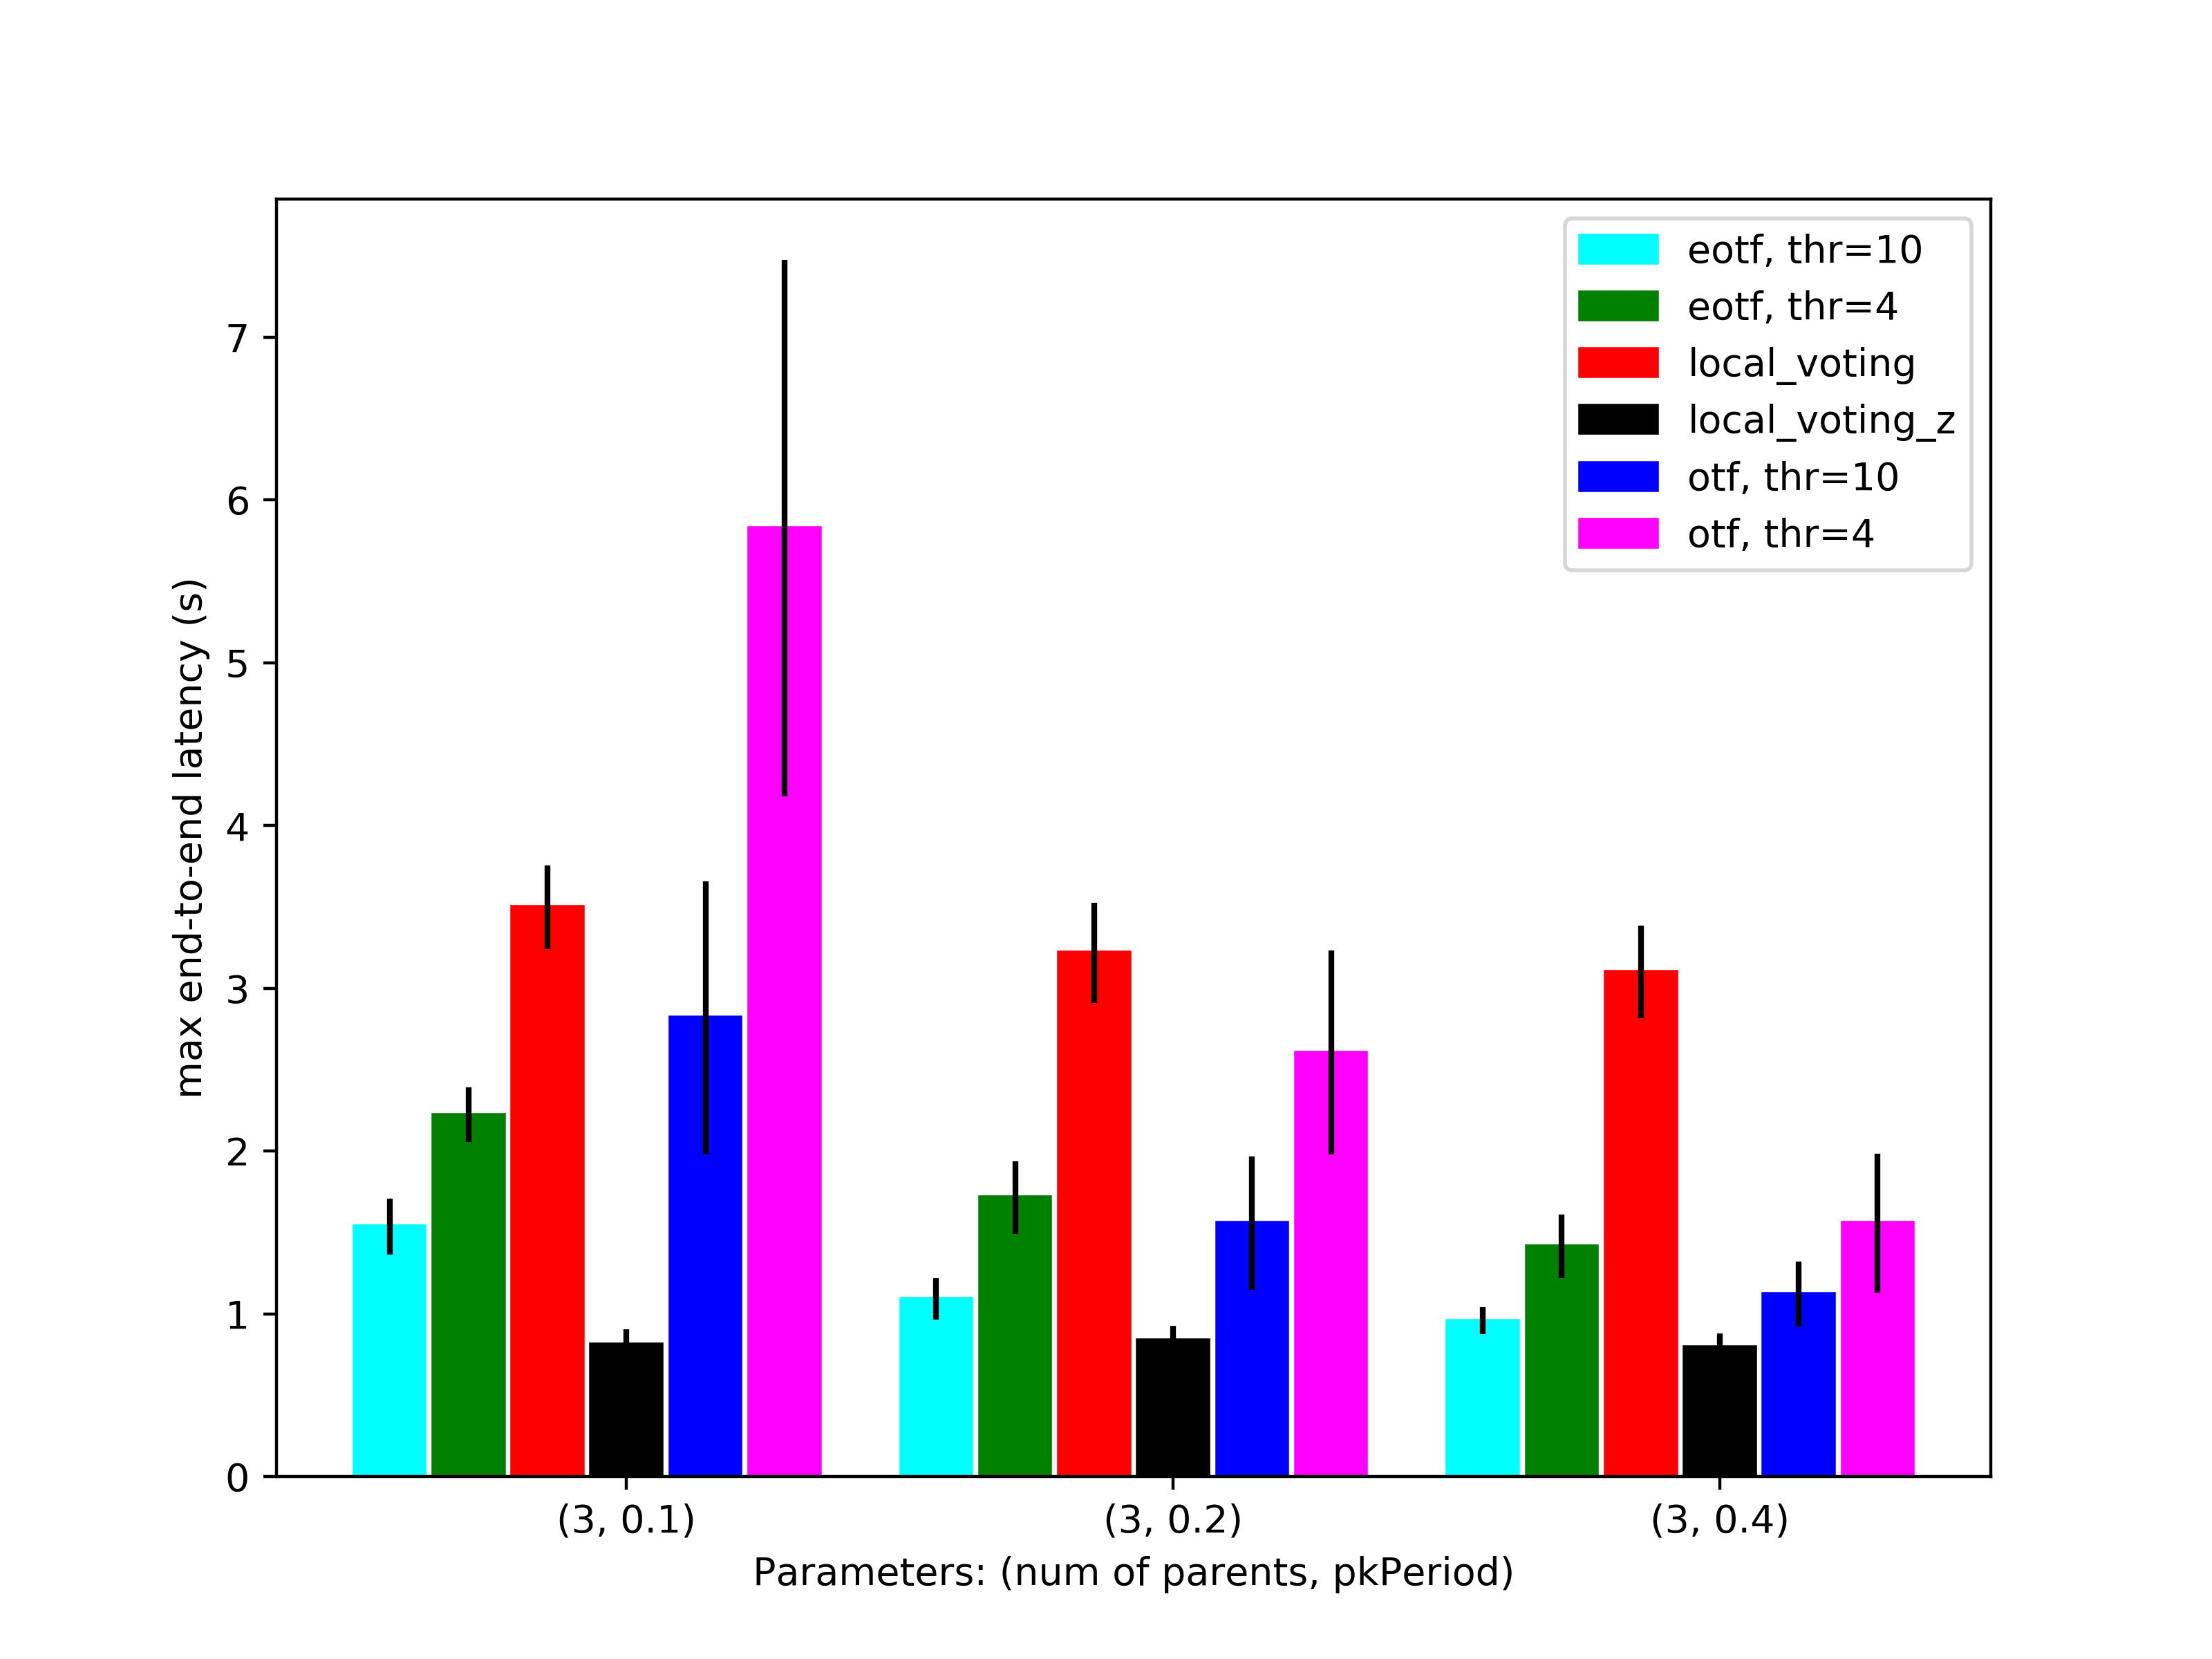 eotf, thr=10
eotf, thr=4
local_voting
local_voting_z
otf, thr=10
otf, thr=4
max end-to-end latency (s)
7
6
5
4
3
2
1
0
(3, 0.1) (3, 0.2) (3, 0.4)
Parameters: (num of parents, pkPeriod)